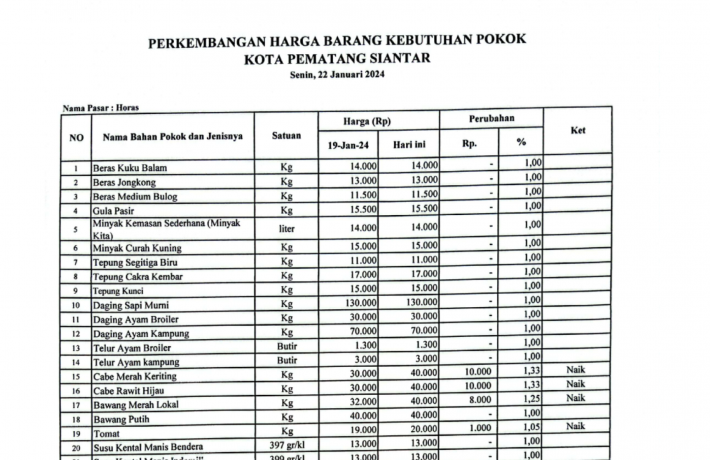 PERKEMBANGAN HARGA BARANG KEBUTUHAN POKOK
KOTA PEMATANG SIANTAR
Senin, 22 Januari 2024
Nama Pasar : Horas
NO Nama Bahan Pokok dan Jenisnya Satuan Harga (Rp) Perubahan Ket
19-Jan-24 Hari ini Rp. %
1 Beras Kuku Balam Kg 14.000 14.000 - 1,00
2 Beras Jongkong Kg 13.000 13.000 - 1,00
3 Beras Medium Bulog Kg 11.500 11.500 - 1,00
4 Gula Pasir Kg 15.500 15.500 - 1,00
5 Minyak Kemasan Sederhana (Minyak
Kita) liter 14.000 14.000 - 1,00
6 Minyak Curah Kuning Kg 15.000 15.000 - 1,00
7 Tepung Segitiga Biru Kg 11.000 11.000 - 1,00
8 Tepung Cakra Kembar Kg 17.000 17.000 - 1,00
9 Tepung Kunci Kg 15.000 15.000 - 1,00
10 Daging Sapi Murni Kg 130.000 130.000 - 1,00
11 Daging Ayam Broiler Kg 30.000 30.000 - 1,00
12 Daging Ayam Kampung Kg 70.000 70.000 - 1,00
13 Telur Ayam Broiler Butir 1.300 1.300 - 1,00
14 Telur Ayam kampung Butir 3.000 3.000 - 1,00
15 Cabe Merah Keriting Kg 30.000 40.000 10.000 1,33 Naik
16 Cabe Rawit Hijau Kg 30.000 40.000 10.000 1,33 Naik
17 Bawang Merah Lokal Kg 32.000 40.000 8.000 1,25 Naik
18 Bawang Putih Kg 40.000 40.000 - 1,00
19 Tomat Kg 19.000 20.000 1.000 1,05 Naik
20 Susu Kental Manis Bendera 397 gr/kl 13.000 13.000 - 1,00
13.000 13.000 - 1,00